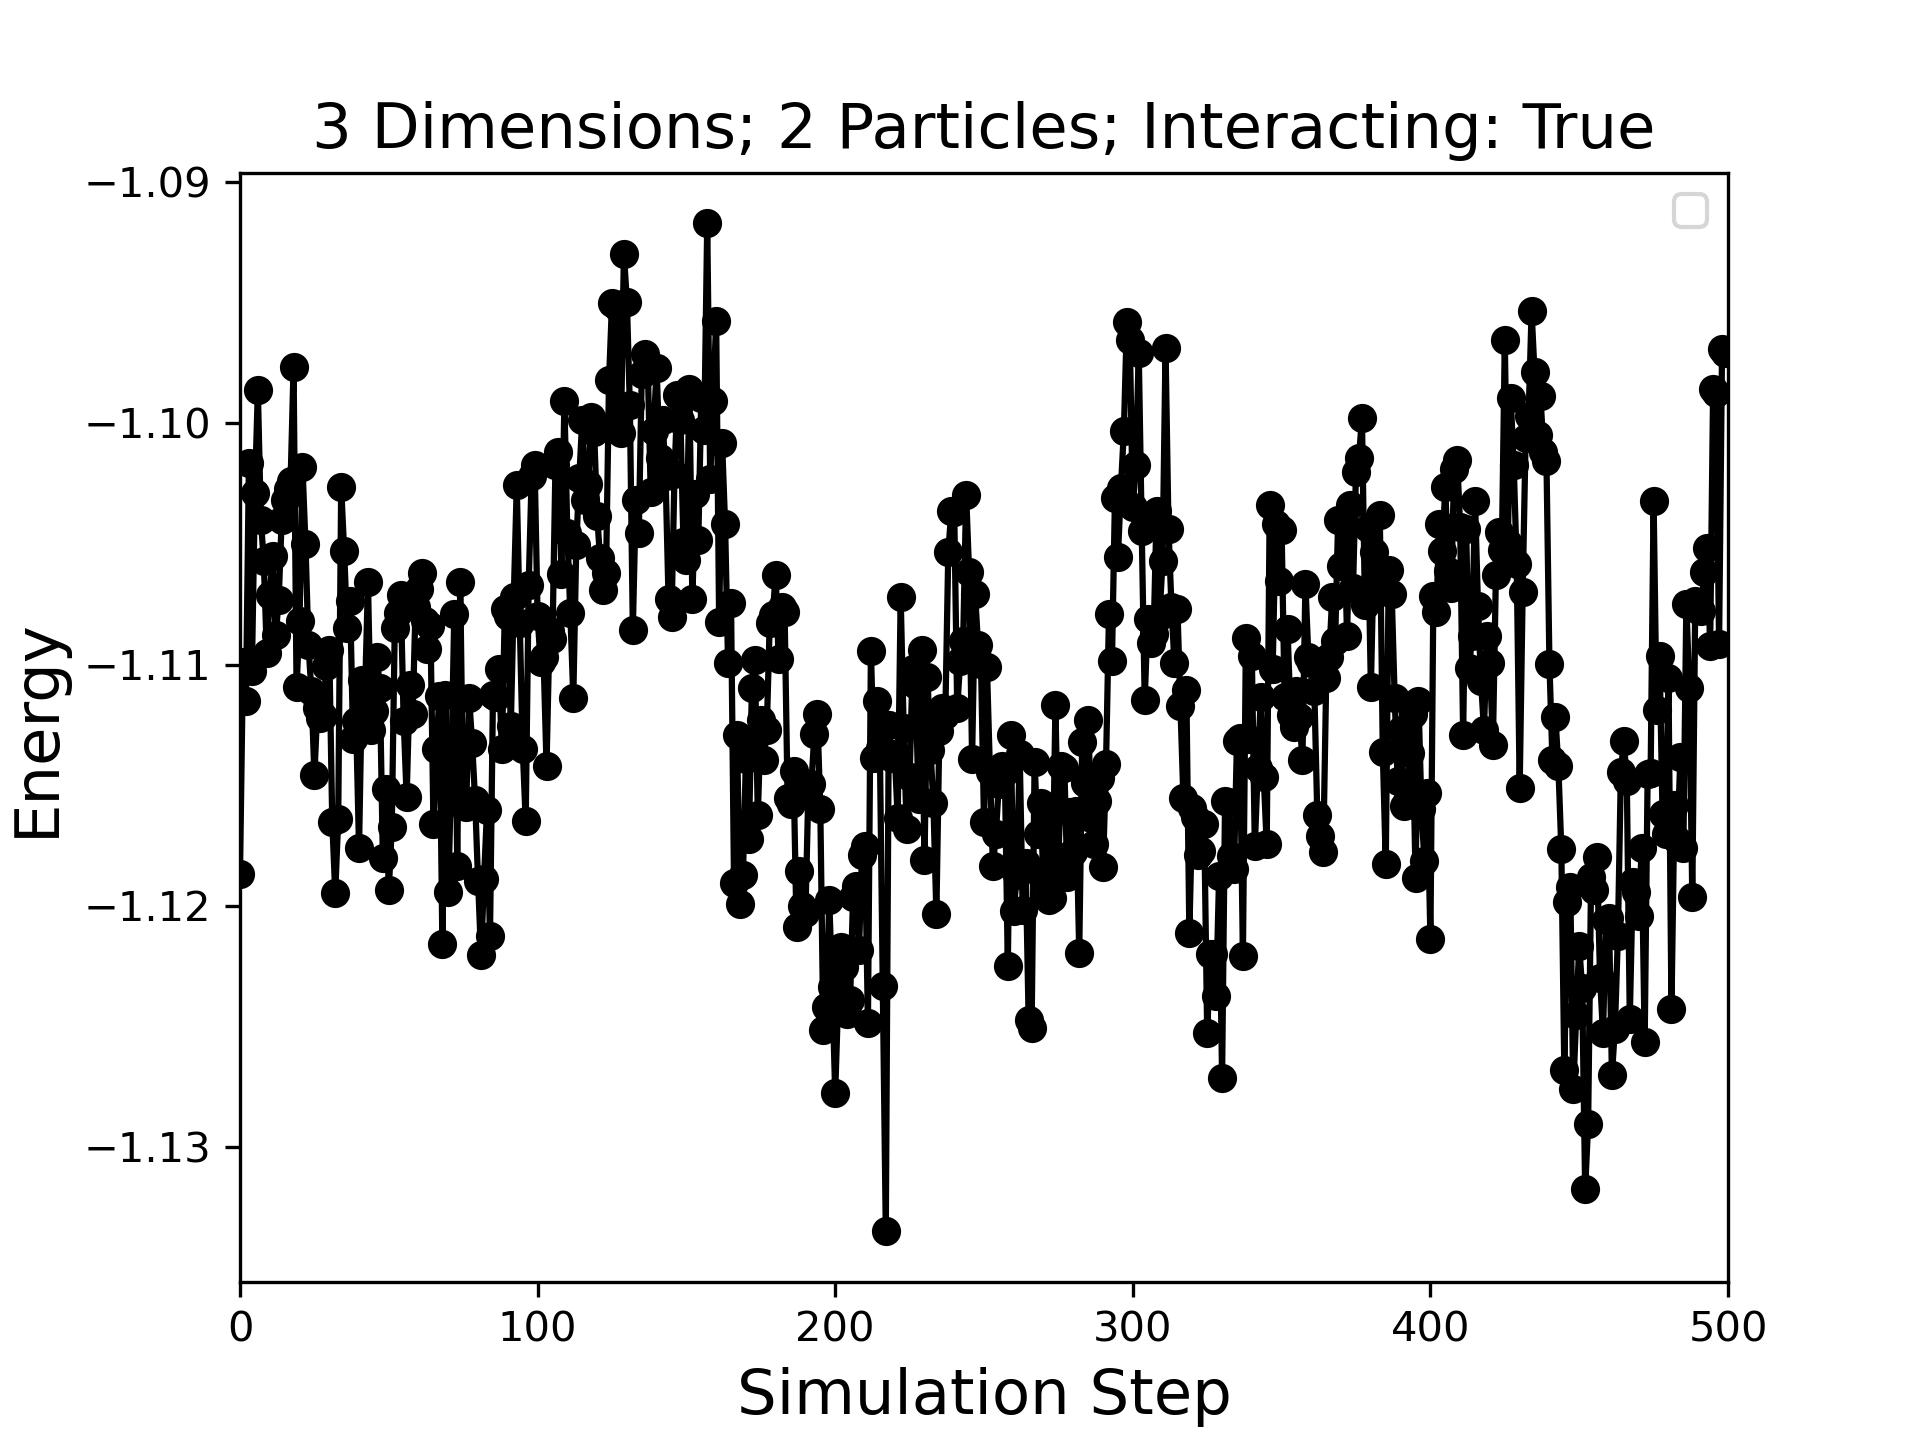 3 Dimensions; 2 Particles; Interacting: True
−1.09
−1.10
−1.11
−1.12
−1.13
Energy
0 100 200 300 400 500
Simulation Step